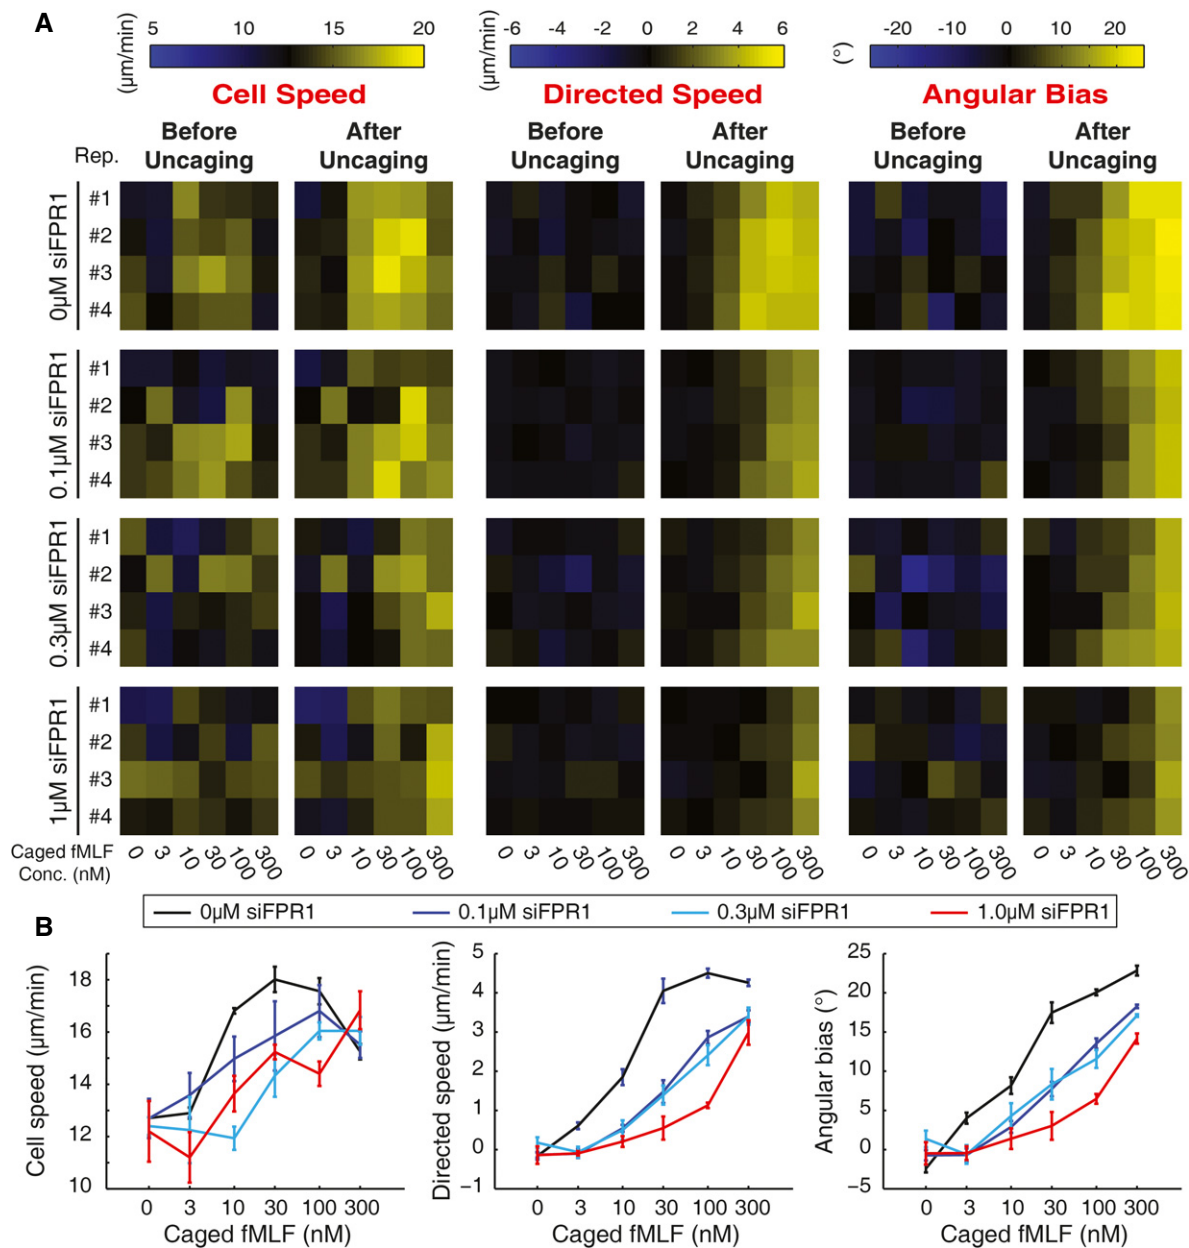 A
(µm/min)
5 10 15 20
Cell Speed
(µm/min)
-6 -4 -2 0 2 4 6
Directed Speed
(°)
-20 -10 0 10 20
Angular Bias
Rep.
Before Uncaging
After Uncaging
Before Uncaging
After Uncaging
Before Uncaging
After Uncaging
0µM siFPR1
#1
#2
#3
#4
0.1µM siFPR1
#1
#2
#3
#4
0.3µM siFPR1
#1
#2
#3
#4
1µM siFPR1
#1
#2
#3
#4
Caged fMLF
Conc. (nM)
0 3 10 30 100 300
0 3 10 30 100 300
0 3 10 30 100 300
0 3 10 30 100 300
0 3 10 30 100 300
0 3 10 30 100 300
0µM siFPR1 0.1µM siFPR1 0.3µM siFPR1 1.0µM siFPR1
B
Cell speed (µm/min)
18
16
14
12
10
0 3 10 30 100 300
Caged fMLF (nM)
Directed speed (µm/min)
5
4
3
2
1
0
−1
0 3 10 30 100 300
Caged fMLF (nM)
Angular bias (°)
25
20
15
10
5
0
−5
0 3 10 30 100 300
Caged fMLF (nM)